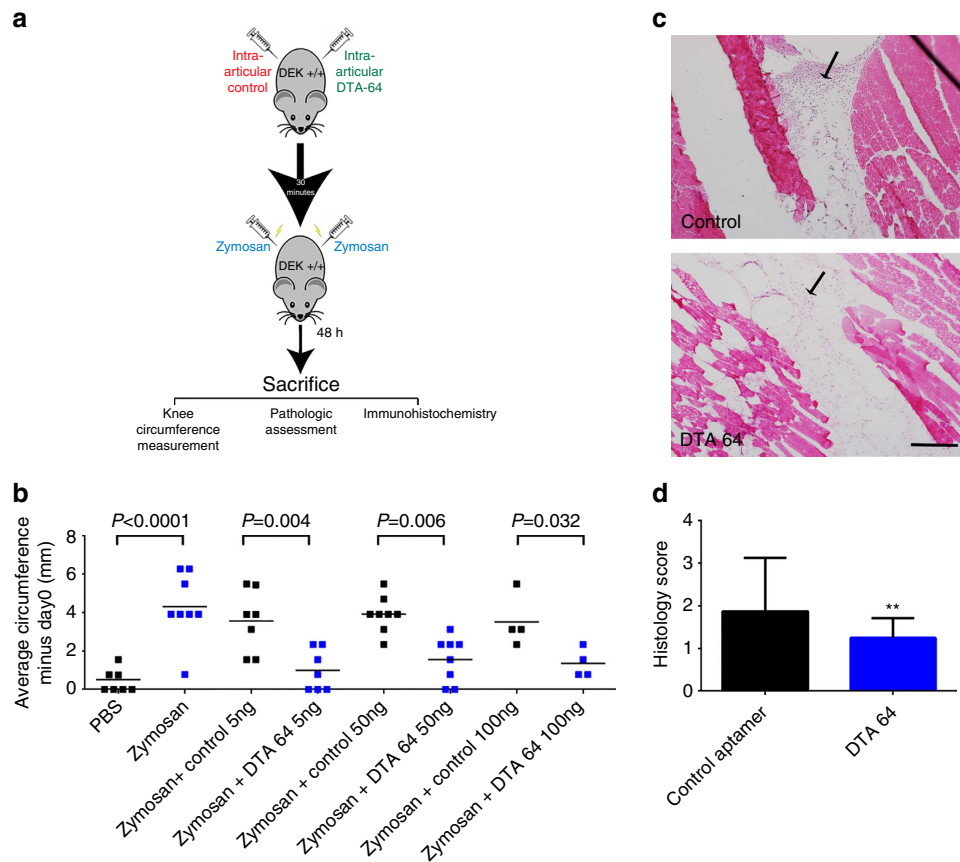 a
Intra-
articular
control
Intra-
articular
DTA-64
DEK +/+
30
minutes
Zymosan
Zymosan
DEK +/+
48 h
Sacrifice
Knee
circumference
measurement
Pathologic
assessment
Immunohistochemistry
b
P<0.0001
P=0.004
P=0.006
P=0.032
Average circumference
minus day0 (mm)
8
6
4
2
0
PBS
Zymosan
Zymosan+ control 5ng
Zymosan + DTA 64 5ng
Zymosan + control 50ng
Zymosan + DTA 64 50ng
Zymosan + control 100ng
Zymosan + DTA 64 100ng
c
Control
DTA 64
d
Histology score
4
3
2
1
0
**
Control aptamer
DTA 64